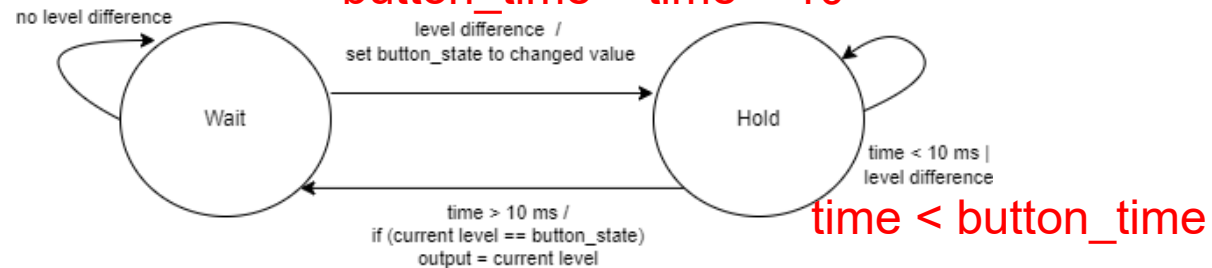 button_time = time + 10
no level difference
level difference /
set button_state to changed value
Wait
Hold
time < 10 ms |
level difference
time < button_time
time > 10 ms /
if (current level == button_state)
output = current level